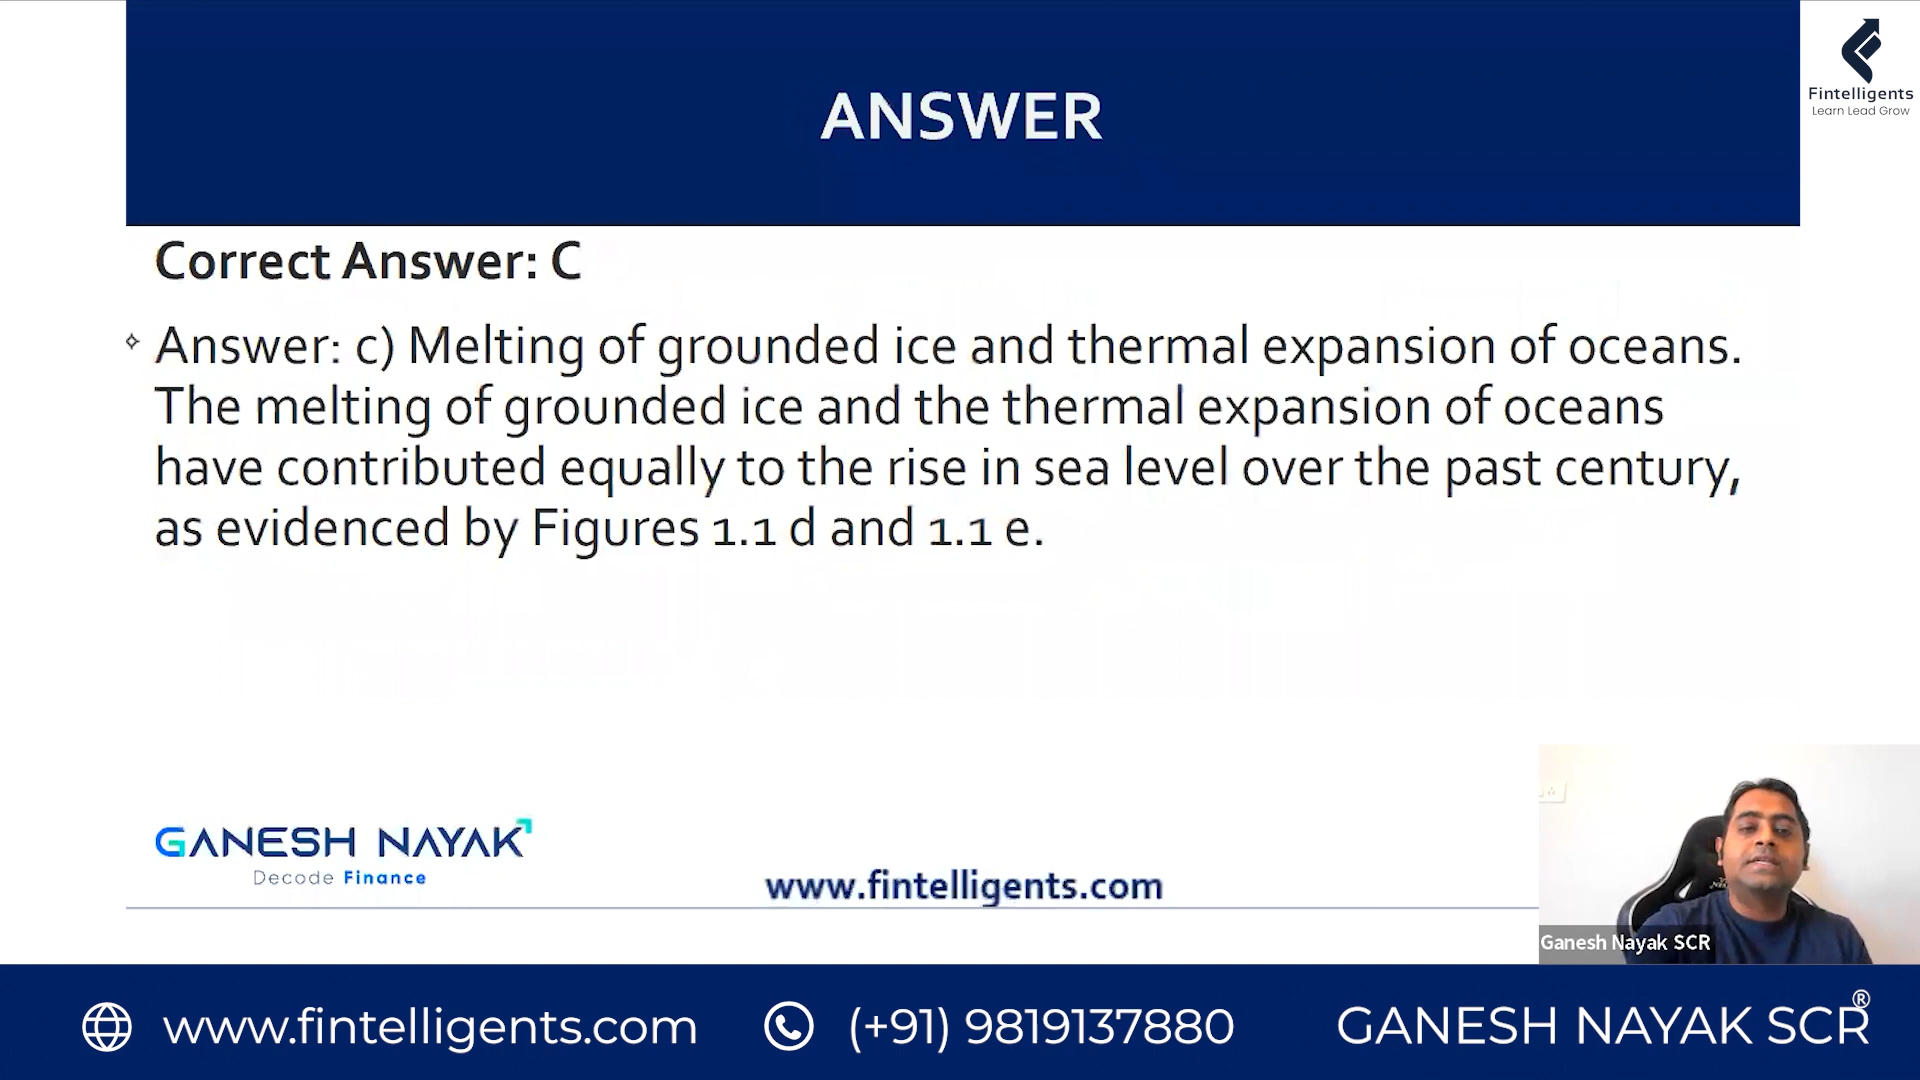 ANSWER
Fintelligents
Learn Lead Grow
Correct Answer: C
Answer: c) Melting of grounded ice and thermal expansion of oceans.
The melting of grounded ice and the thermal expansion of oceans
have contributed equally to the rise in sea level over the past century,
as evidenced by Figures 1.1 d and 1.1 e.
GANESH NAYAK
Decode Finance
www.fintelligents.com
Ganesh Nayak SCR
www.fintelligents.com
(+91) 9819137880
GANESH NAYAK SCR®